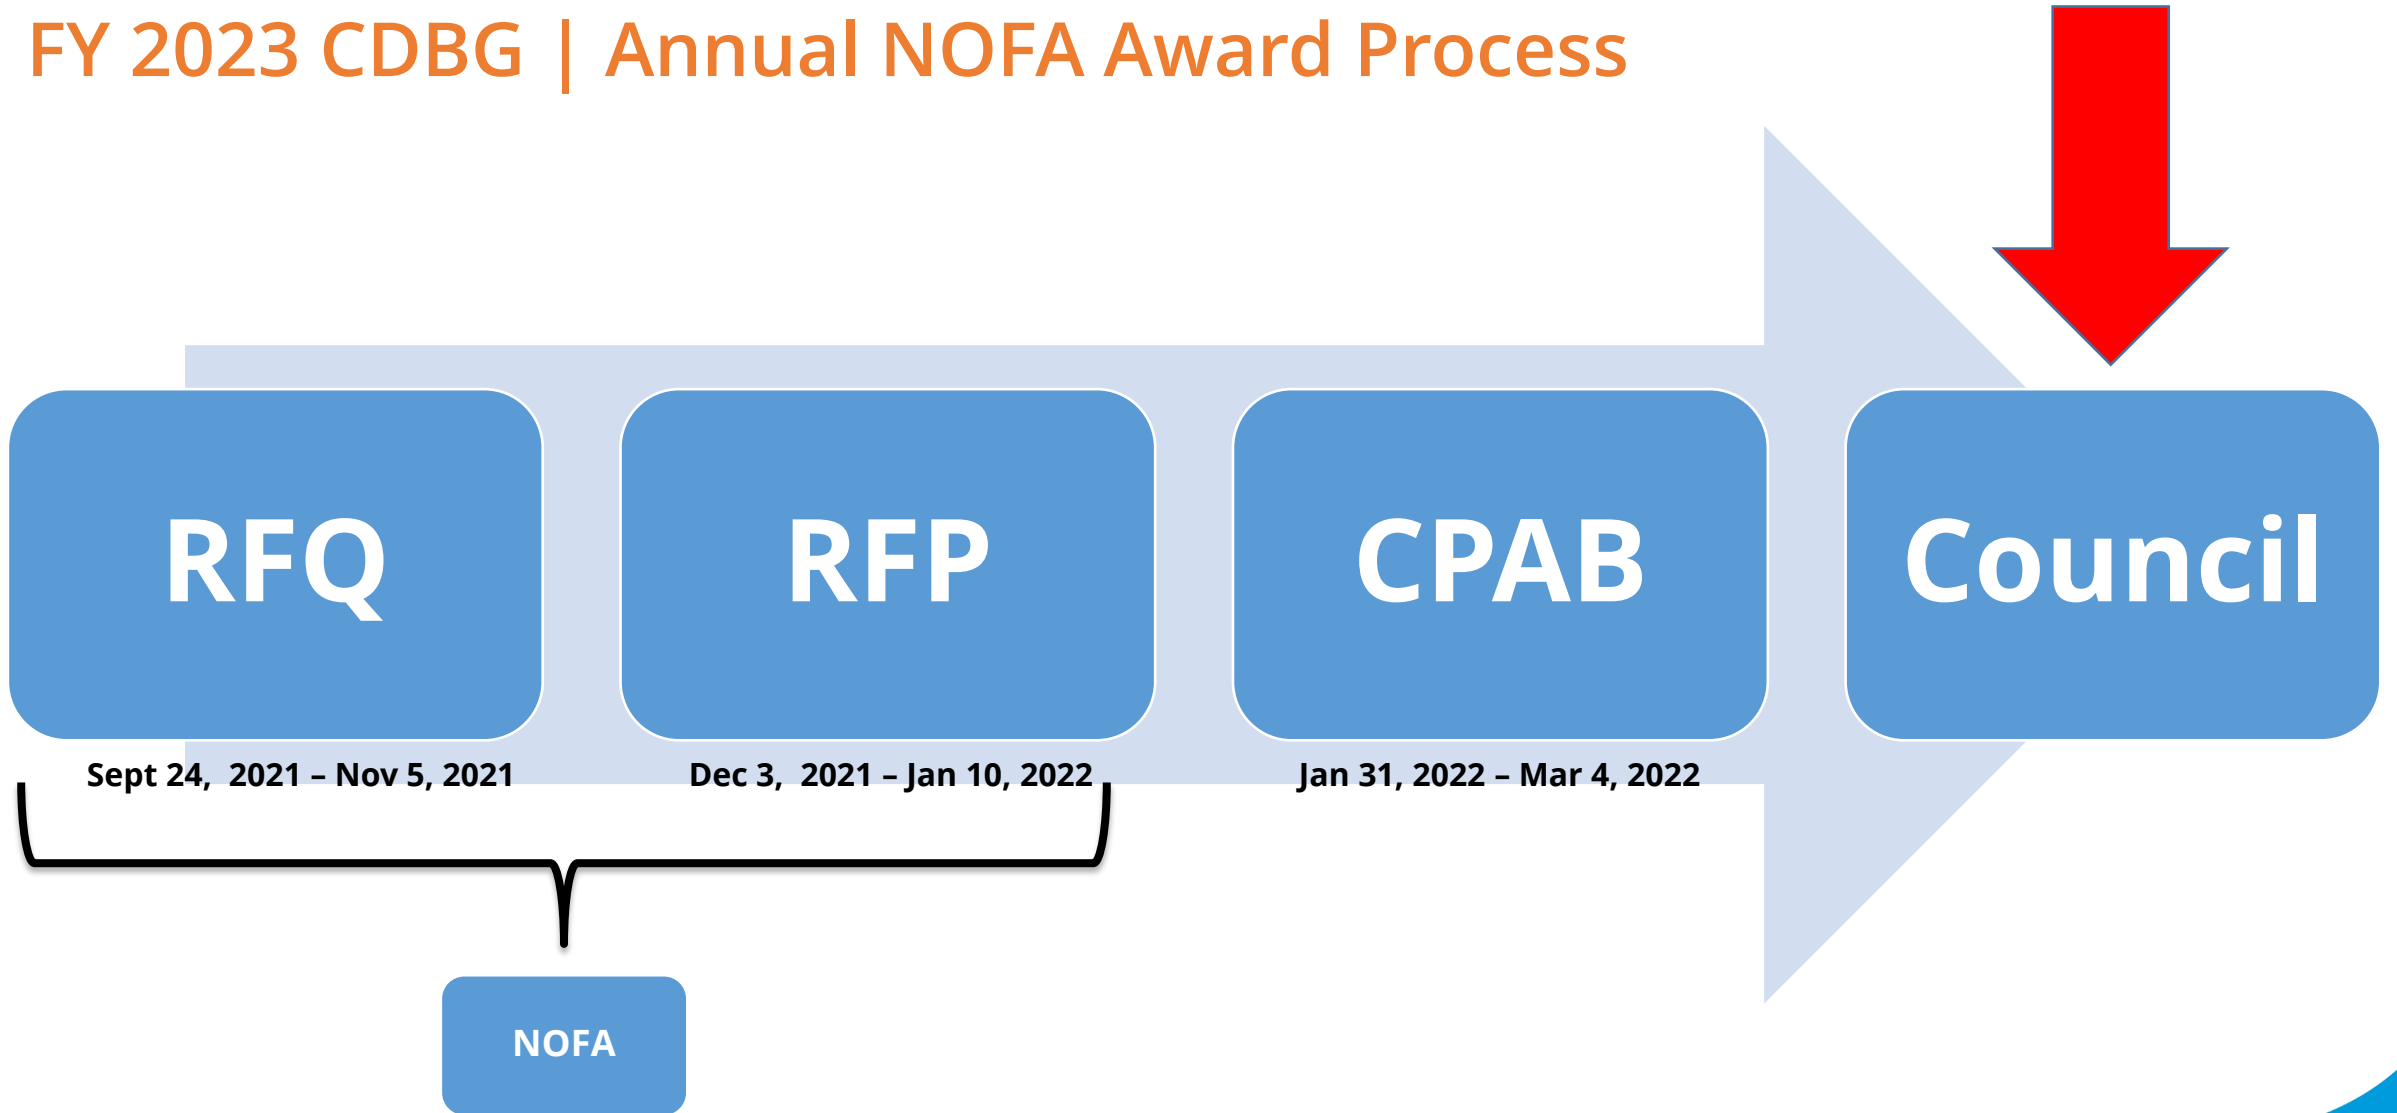 FY 2023 CDBG | Annual NOFA Award Process
RFQ
RFP
CPAB
Council
Sept 24,  2021 – Nov 5, 2021
Dec 3,  2021 – Jan 10, 2022
Jan 31, 2022 – Mar 4, 2022
NOFA